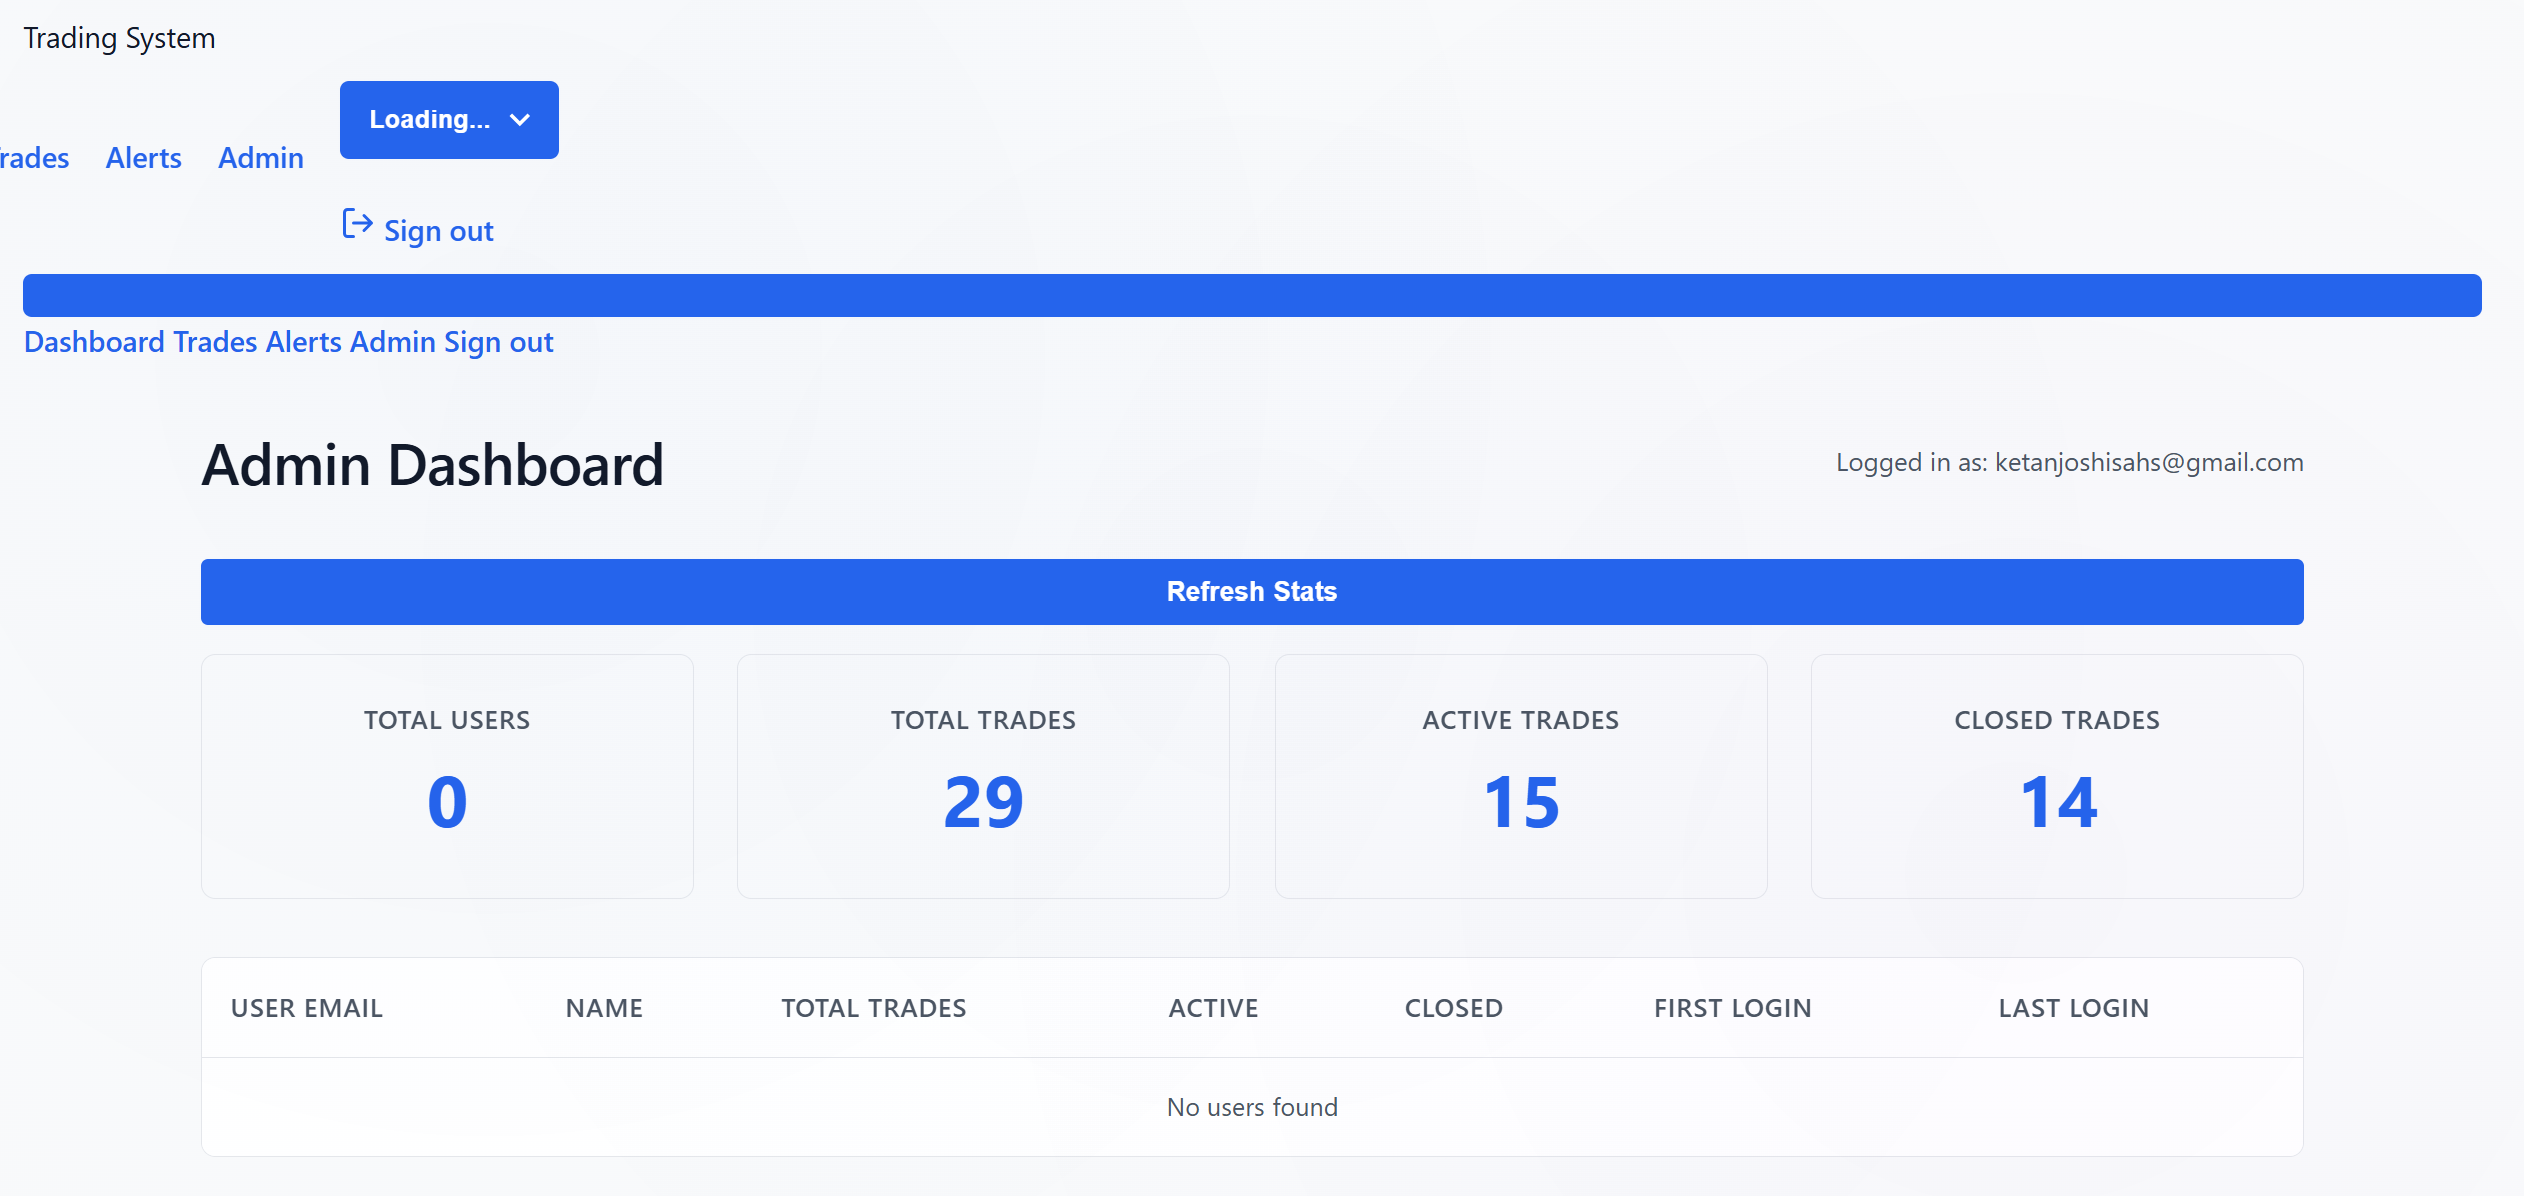 Trading System
Loading...
rades Alerts Admin
Sign out
Dashboard Trades Alerts Admin Sign out
Admin Dashboard
Logged in as: ketanjoshisahs@gmail.com
Refresh Stats
TOTAL USERS
0
TOTAL TRADES
29
ACTIVE TRADES
15
CLOSED TRADES
14
USER EMAIL NAME TOTAL TRADES ACTIVE CLOSED FIRST LOGIN LAST LOGIN
No users found